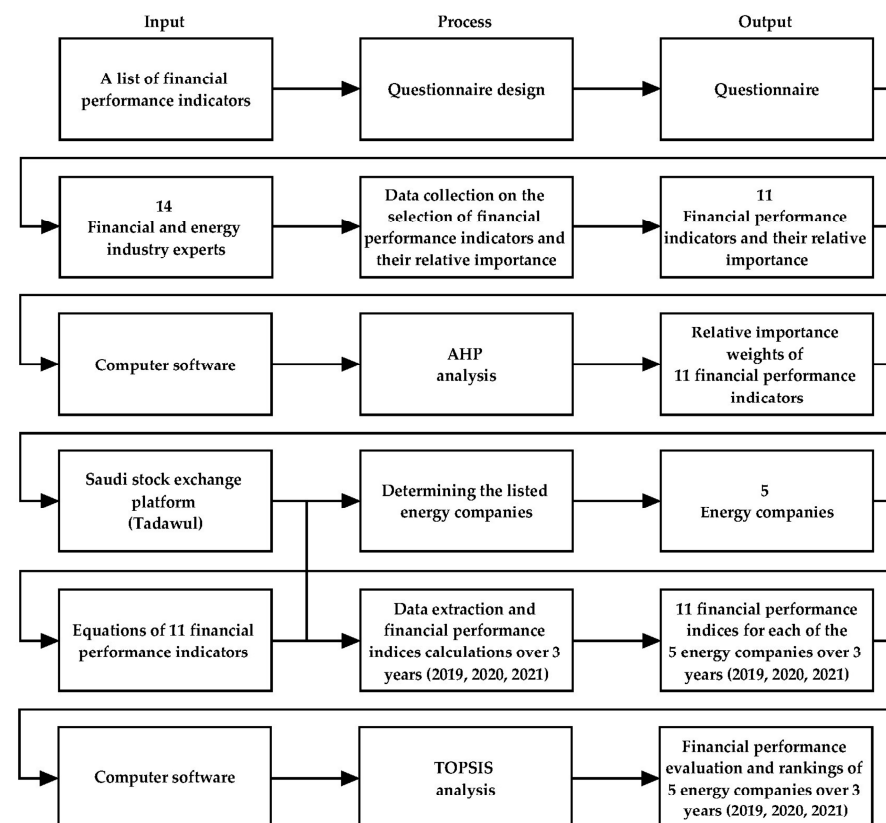 Input
Process
Output
A list of financial
performance indicators
Questionnaire design
Questionnaire
14
Financial and energy
industry experts
Data collection on the
selection of financial
performance indicators and
their relative importance
11
Financial performance
indicators and their relative
importance
Computer software
AHP
analysis
Relative importance
weights of
11 financial performance
indicators
Saudi stock exchange
platform
(Tadawul)
Determining the listed
energy companies
5
Energy companies
Equations of 11 financial
performance indicators
Data extraction and
financial performance
indices calculations over 3
years (2019, 2020, 2021)
11 financial performance
indices for each of the
5 energy companies over 3
years (2019, 2020, 2021)
Computer software
TOPSIS
analysis
Financial performance
evaluation and rankings of
5 energy companies over 3
years (2019, 2020, 2021)